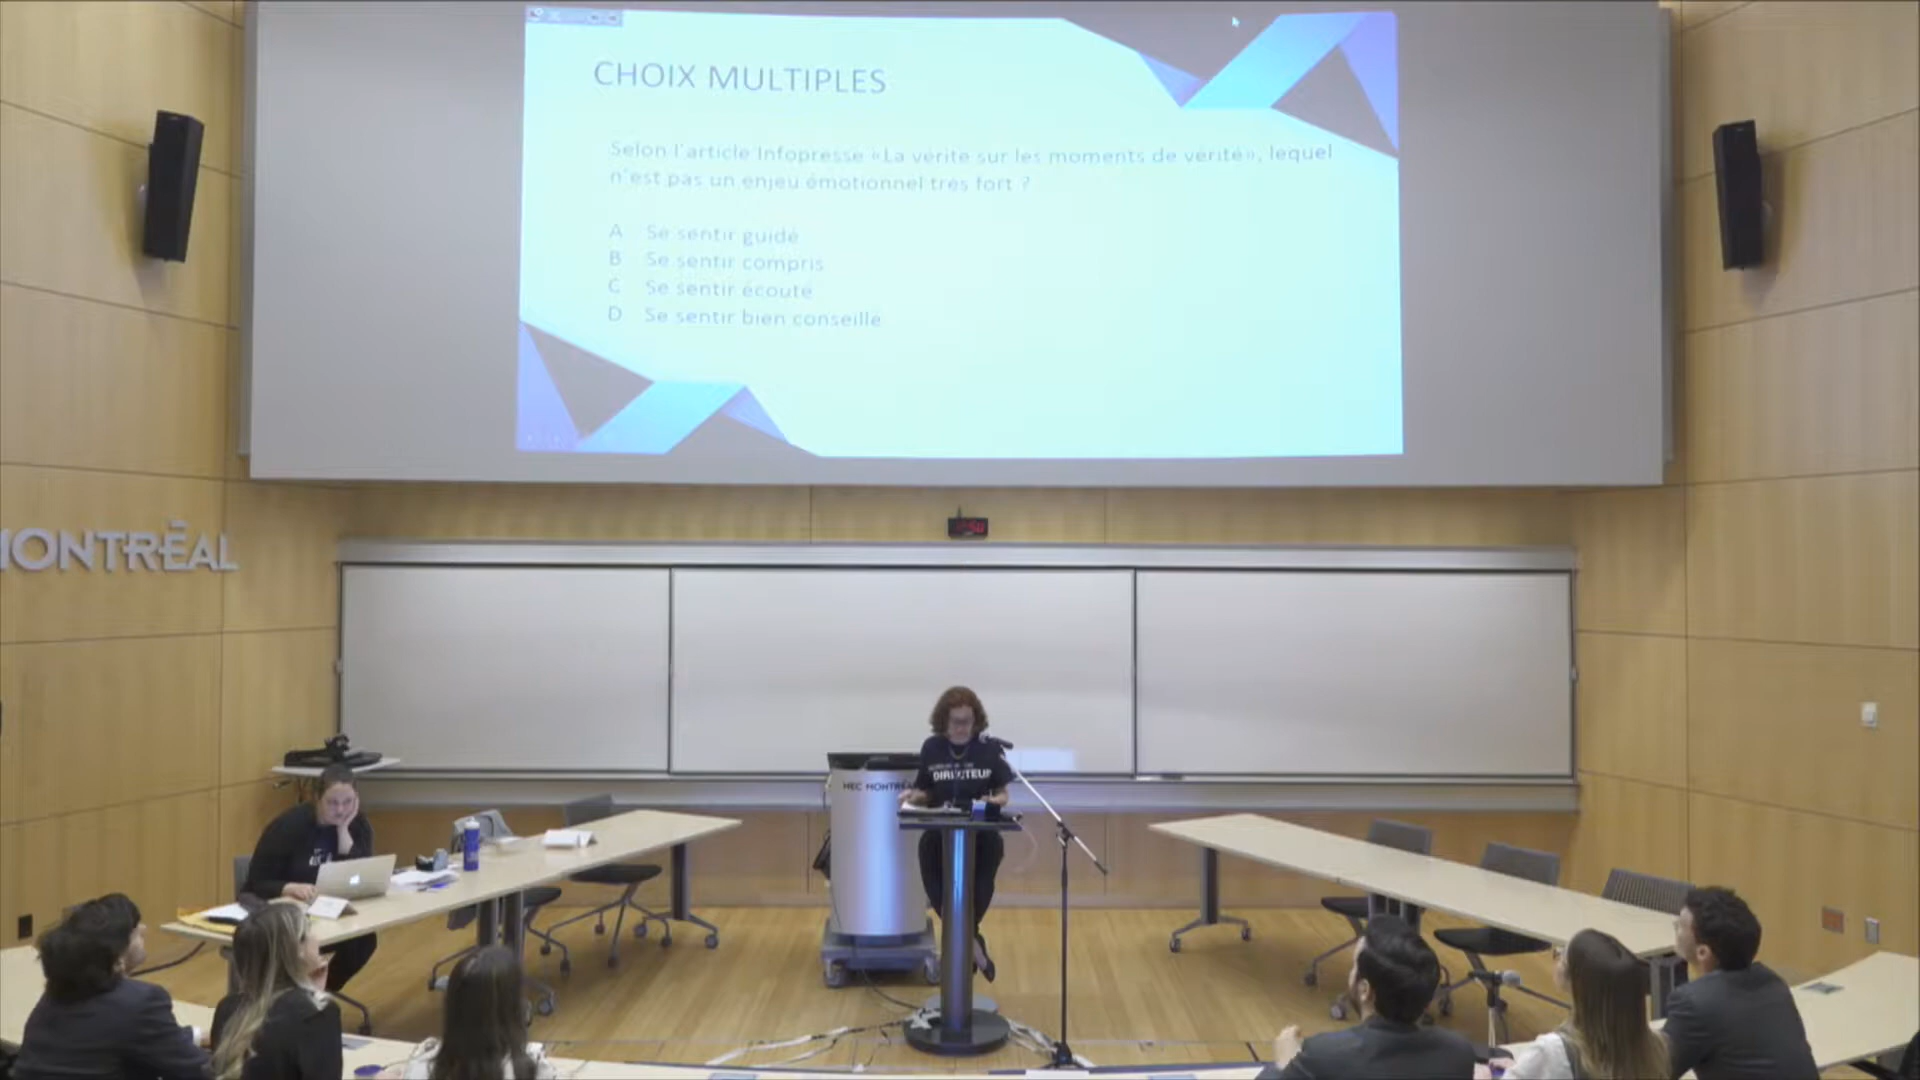 CHOIX MULTIPLES
Selon l'article Infopresse «La vérité sur les moments de vérité», lequel
n'est pas un enjeu émotionnel très fort ?
A Se sentir guidé
B Se sentir compris
C Se sentir écouté
D Se sentir bien conseillé
MONTRÉAL
HEC MONTRÉAL
DIRECTEUR